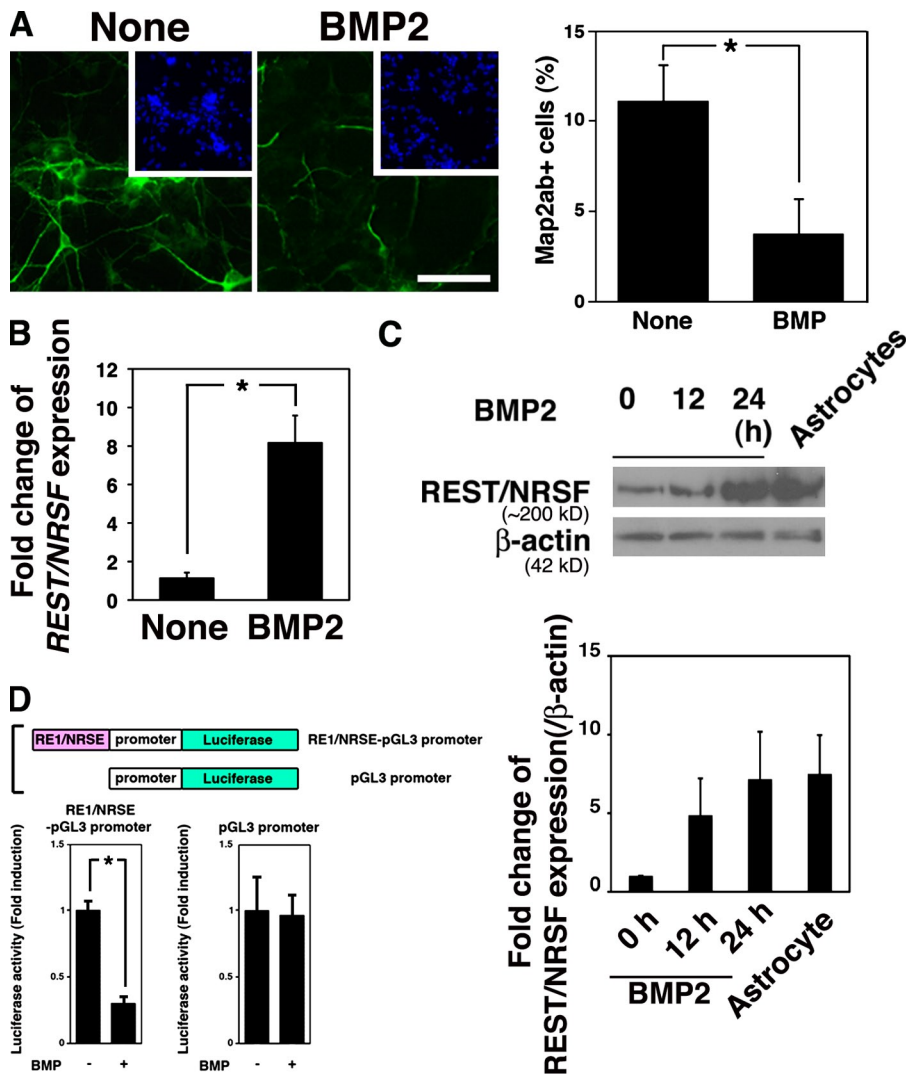 A
None
BMP2
Map2ab+ cells (%)
15
10
5
0
*
None
BMP
B
Fold change of
REST/NRSF expression
12
10
8
6
4
2
0
*
None
BMP2
C
BMP2
0
12
24
(h)
Astrocytes
REST/NRSF
(~200 kD)
β-actin
(42 kD)
Fold change of
REST/NRSF expression(/β-actin)
15
10
5
0
0 h
12 h
24 h
Astrocyte
BMP2
D
RE1/NRSE promoter Luciferase RE1/NRSE-pGL3 promoter
promoter Luciferase pGL3 promoter
RE1/NRSE
-pGL3 promoter
Luciferase activity (Fold induction)
1.5
1
0.5
0
*
BMP - +
pGL3 promoter
Luciferase activity (Fold induction)
1.5
1
0.5
0
BMP - +